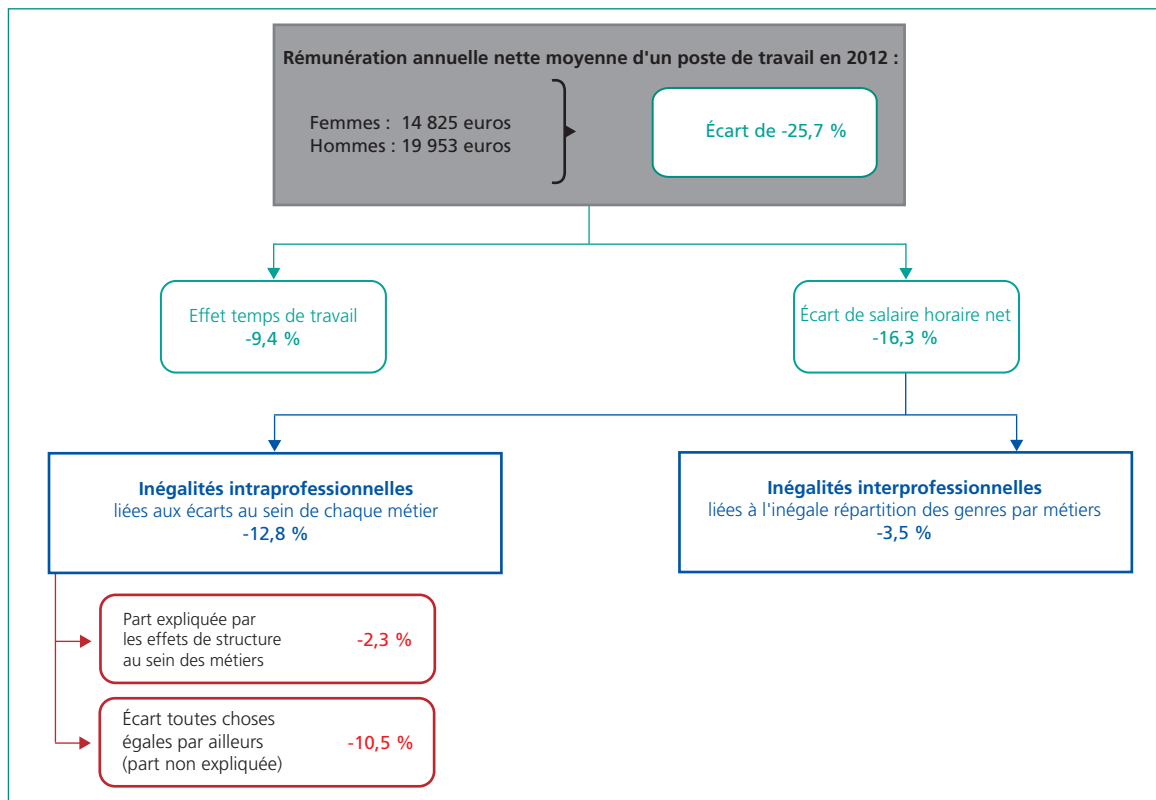 Rémunération annuelle nette moyenne d'un poste de travail en 2012 :
Femmes : 14 825 euros
Hommes : 19 953 euros
Écart de -25,7 %
Effet temps de travail
-9,4 %
Écart de salaire horaire net
-16,3 %
Inégalités intraprofessionnelles
liées aux écarts au sein de chaque métier
-12,8 %
Inégalités interprofessionnelles
liées à l'inégale répartition des genres par métiers
-3,5 %
Part expliquée par
les effets de structure
au sein des métiers
-2,3 %
Écart toutes choses
égales par ailleurs
(part non expliquée)
-10,5 %